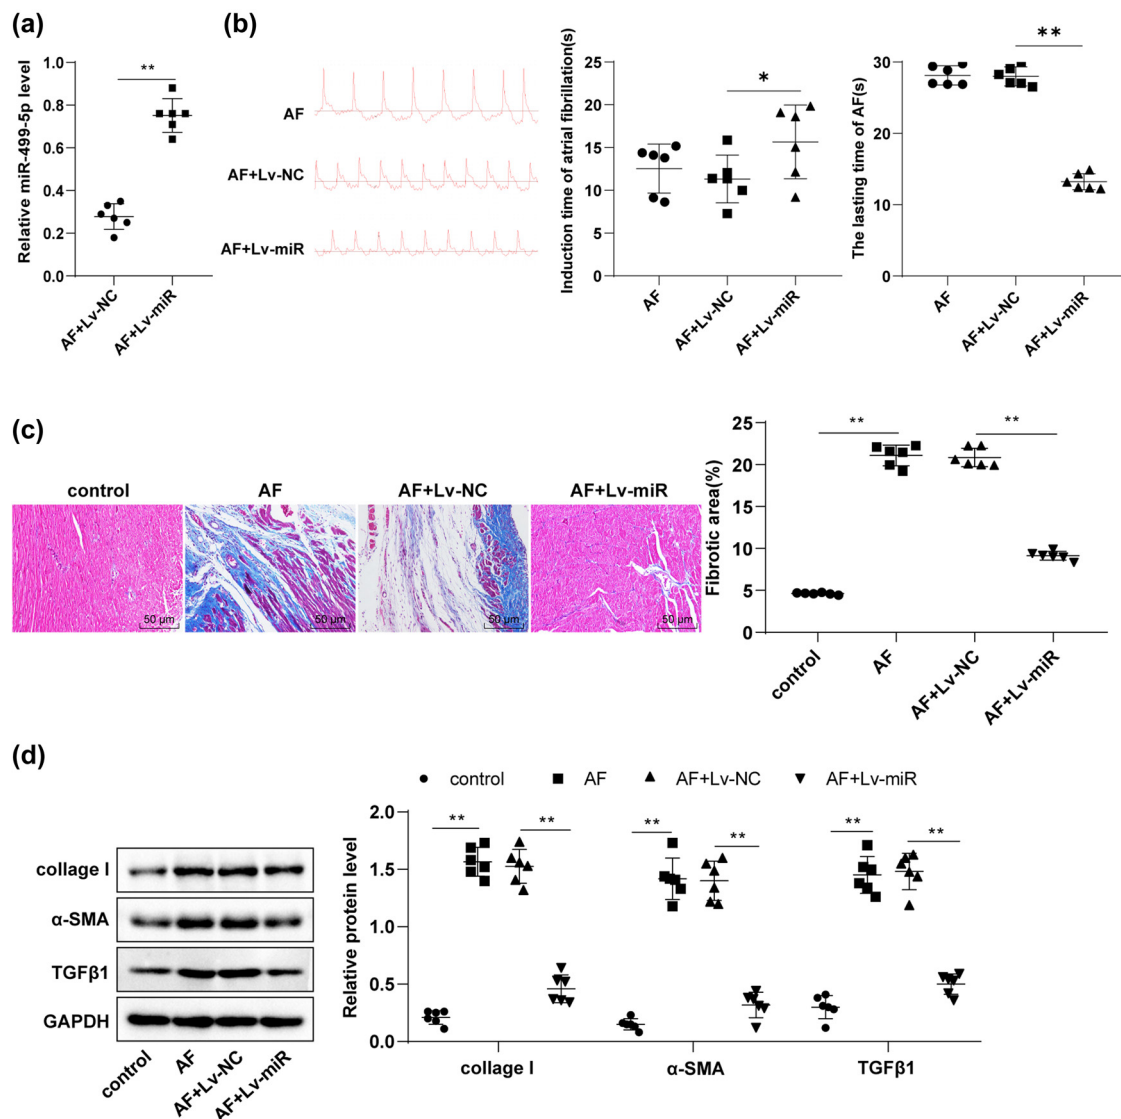 (a)
Relative miR-499-5p level
1.0
0.8
0.6
0.4
0.2
0.0
**
AF+Lv-NC
AF+Lv-miR
(b)
AF
AF+Lv-NC
AF+Lv-miR
Induction time of atrial fibrillation(s)
25
20
15
10
5
0
*
AF
AF+Lv-NC
AF+Lv-miR
The lasting time of AF(s)
30
20
10
0
**
AF
AF+Lv-NC
AF+Lv-miR
(c)
control
AF
AF+Lv-NC
AF+Lv-miR
50 μm
50 μm
50 μm
50 μm
Fibrotic area(%)
25
20
15
10
5
0
**
**
control
AF
AF+Lv-NC
AF+Lv-miR
(d)
collage I
α-SMA
TGFβ1
GAPDH
control
AF
AF+Lv-NC
AF+Lv-miR
control
AF
AF+Lv-NC
AF+Lv-miR
Relative protein level
2.0
1.5
1.0
0.5
0.0
**
**
**
**
**
**
collage I
α-SMA
TGFβ1